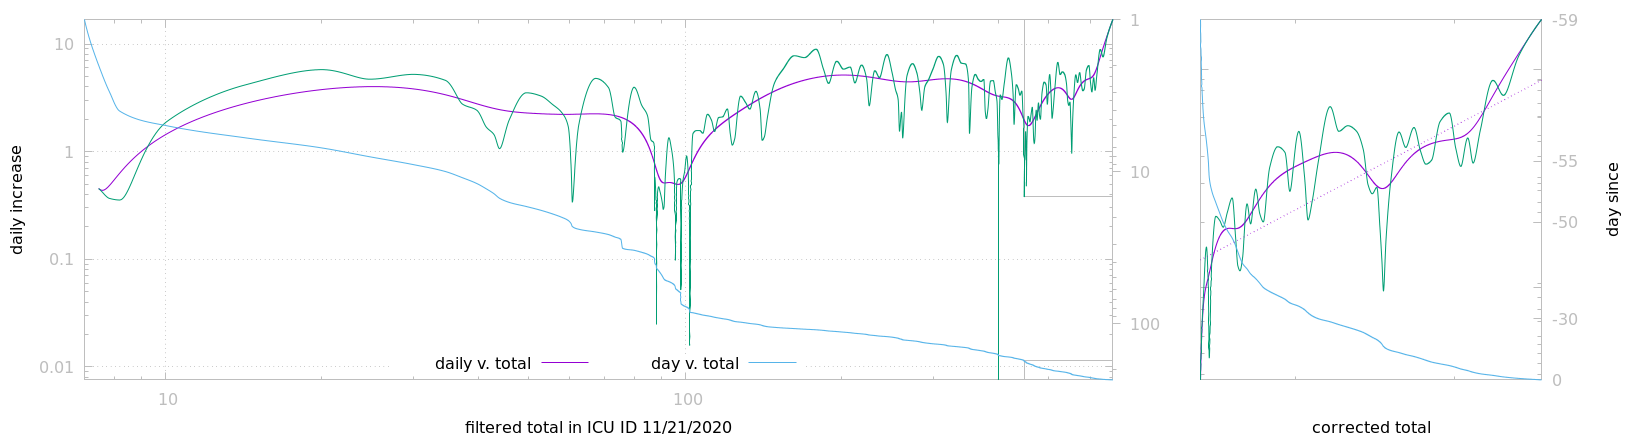 10
1
0.1
0.01
daily increase
10
100
1
10
100
daily v. total
day v. total
filtered total in ICU ID 11/21/2020
-59
-55
-50
-30
0
day since
corrected total